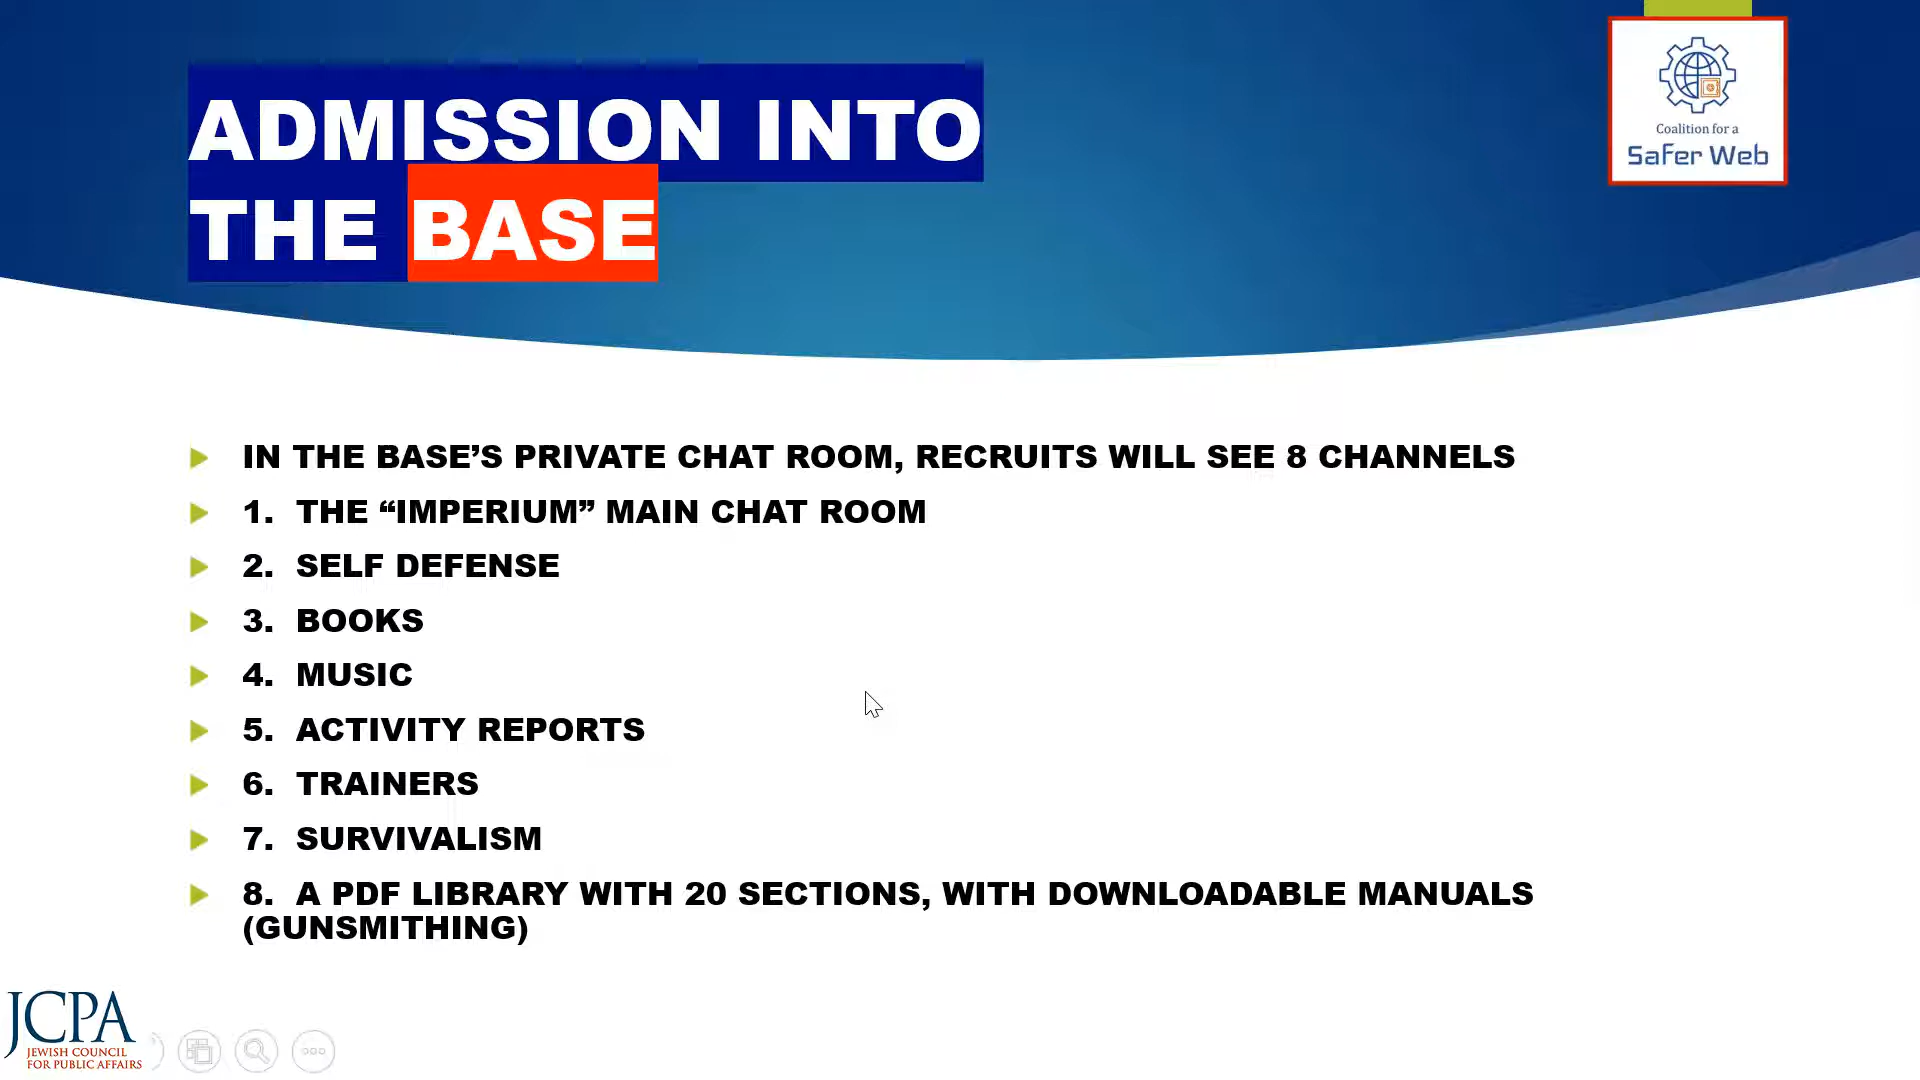 ADMISSION INTO
THE BASE
Coalition for a
Safer Web
IN THE BASE’S PRIVATE CHAT ROOM, RECRUITS WILL SEE 8 CHANNELS
1. THE “IMPERIUM” MAIN CHAT ROOM
2. SELF DEFENSE
3. BOOKS
4. MUSIC
5. ACTIVITY REPORTS
6. TRAINERS
7. SURVIVALISM
8. A PDF LIBRARY WITH 20 SECTIONS, WITH DOWNLOADABLE MANUALS
(GUNSMITHING)
JCPA
JEWISH COUNCIL
FOR PUBLIC AFFAIRS